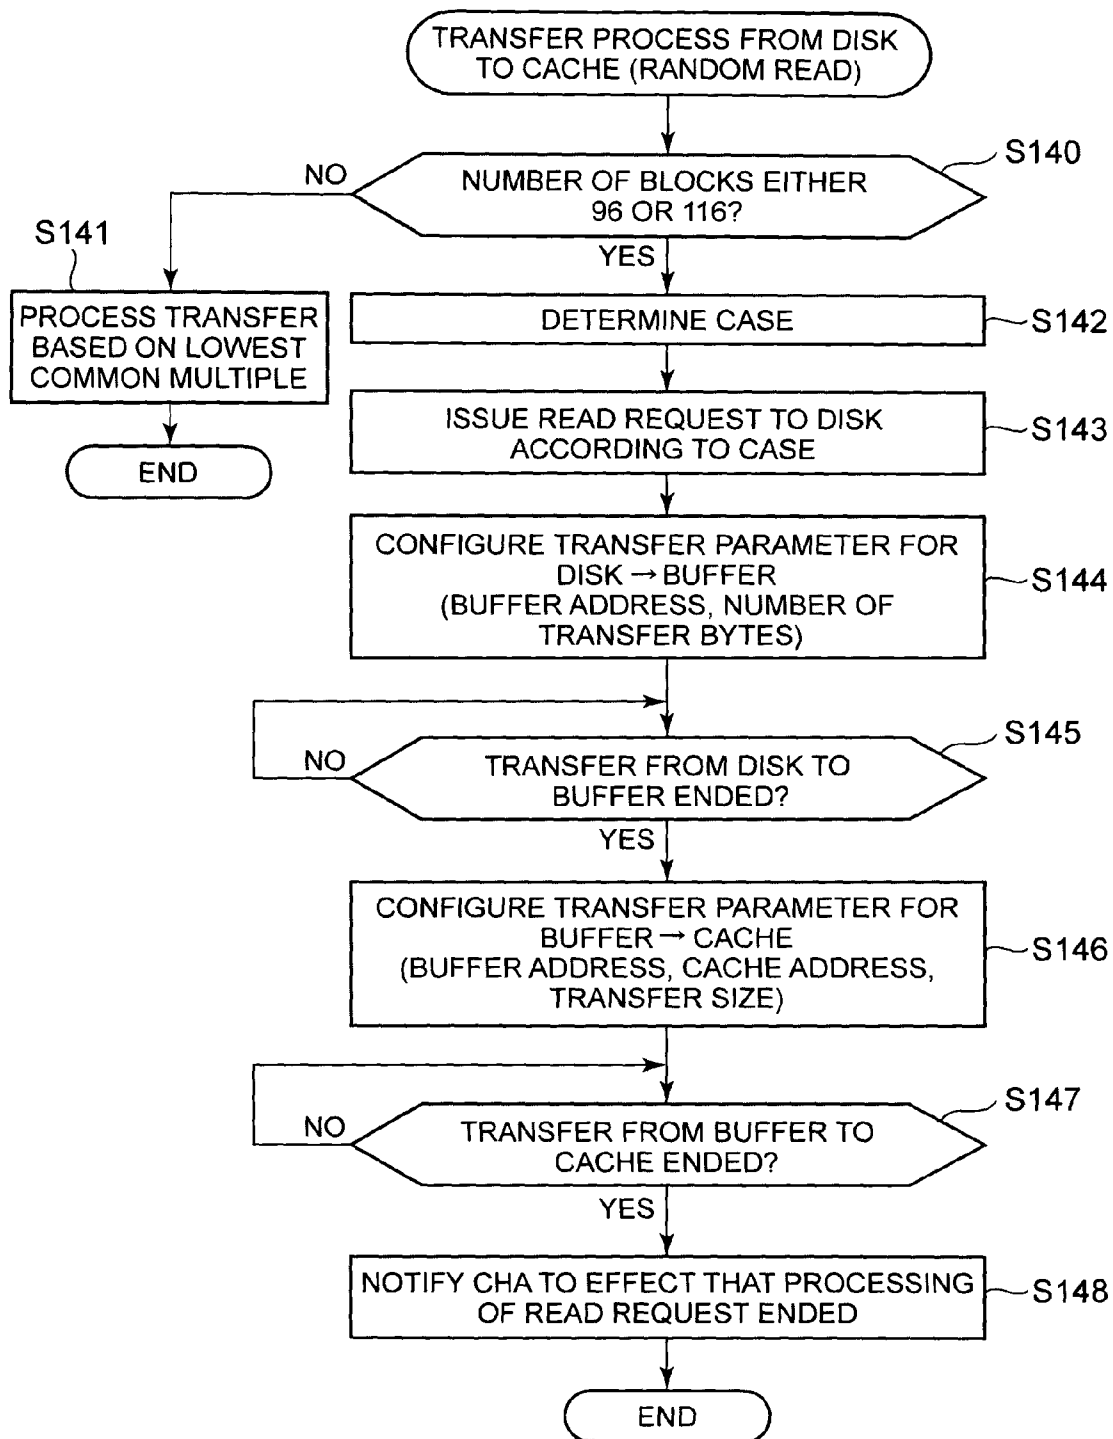 TRANSFER PROCESS FROM DISK
TO CACHE (RANDOM READ)
S140
NO
NUMBER OF BLOCKS EITHER
96 OR 116?
YES
S141
PROCESS TRANSFER
BASED ON LOWEST
COMMON MULTIPLE
END
DETERMINE CASE
S142
ISSUE READ REQUEST TO DISK
ACCORDING TO CASE
S143
CONFIGURE TRANSFER PARAMETER FOR
DISK → BUFFER
(BUFFER ADDRESS, NUMBER OF
TRANSFER BYTES)
S144
S145
NO
TRANSFER FROM DISK TO
BUFFER ENDED?
YES
CONFIGURE TRANSFER PARAMETER FOR
BUFFER → CACHE
(BUFFER ADDRESS, CACHE ADDRESS,
TRANSFER SIZE)
S146
S147
NO
TRANSFER FROM BUFFER TO
CACHE ENDED?
YES
NOTIFY CHA TO EFFECT THAT PROCESSING
OF READ REQUEST ENDED
S148
END